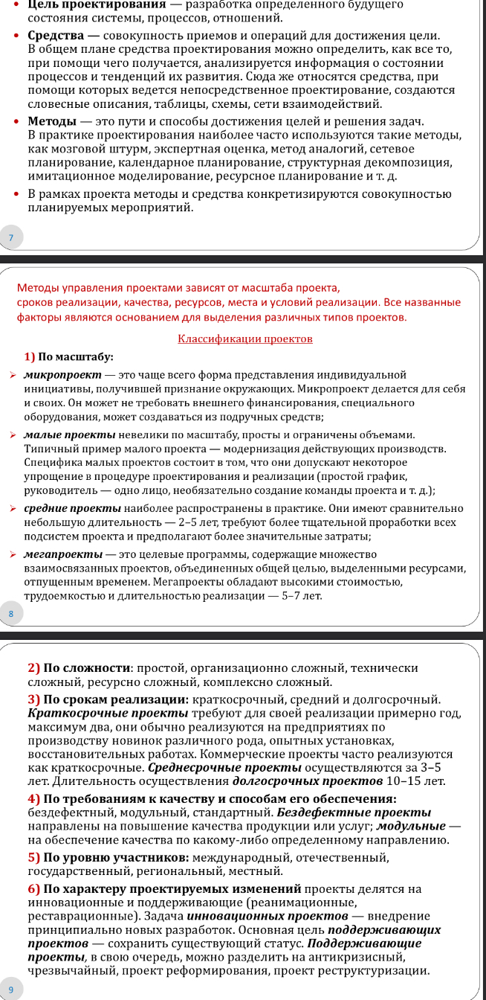 • Цель проектирования — разработка определенного будущего
состояния системы, процессов, отношений.
• Средства — совокупность приемов и операций для достижения цели.
В общем плане средства проектирования можно определить, как все то,
при помощи чего получается, анализируется информация о состоянии
процессов и тенденций их развития. Сюда же относятся средства, при
помощи которых ведется непосредственное проектирование, создаются
словесные описания, таблицы, схемы, сети взаимодействий.
• Методы — это пути и способы достижения целей и решения задач.
В практике проектирования наиболее часто используются такие методы,
как мозговой штурм, экспертная оценка, метод аналогий, сетевое
планирование, календарное планирование, структурная декомпозиция,
имитационное моделирование, ресурсное планирование и т. д.
• В рамках проекта методы и средства конкретизируются совокупностью
планируемых мероприятий.
7
Методы управления проектами зависят от масштаба проекта,
сроков реализации, качества, ресурсов, места и условий реализации. Все названные
факторы являются основанием для выделения различных типов проектов.
Классификации проектов
1) По масштабу:
➢ микропроект — это чаще всего форма представления индивидуальной
инициативы, получившей признание окружающих. Микропроект делается для себя
и своих. Он может не требовать внешнего финансирования, специального
оборудования, может создаваться из подручных средств;
➢ малые проекты невелики по масштабу, просты и ограничены объемами.
Типичный пример малого проекта — модернизация действующих производств.
Специфика малых проектов состоит в том, что они допускают некоторое
упрощение в процедуре проектирования и реализации (простой график,
руководитель — одно лицо, необязательно создание команды проекта и т. д.);
➢ средние проекты наиболее распространены в практике. Они имеют сравнительно
небольшую длительность — 2–5 лет, требуют более тщательной проработки всех
подсистем проекта и предполагают более значительные затраты;
➢ мегапроекты — это целевые программы, содержащие множество
взаимосвязанных проектов, объединенных общей целью, выделенными ресурсами,
отпущенным временем. Мегапроекты обладают высокими стоимостью,
трудоемкостью и длительностью реализации — 5–7 лет.
8
2) По сложности: простой, организационно сложный, технически
сложный, ресурсно сложный, комплексно сложный.
3) По срокам реализации: краткосрочный, средний и долгосрочный.
Краткосрочные проекты требуют для своей реализации примерно год,
максимум два, они обычно реализуются на предприятиях по
производству новинок различного рода, опытных установках,
восстановительных работах. Коммерческие проекты часто реализуются
как краткосрочные. Среднесрочные проекты осуществляются за 3–5
лет. Длительность осуществления долгосрочных проектов 10–15 лет.
4) По требованиям к качеству и способам его обеспечения:
бездефектный, модульный, стандартный. Бездефектные проекты
направлены на повышение качества продукции или услуг; модульные —
на обеспечение качества по какому-либо определенному направлению.
5) По уровню участников: международный, отечественный,
государственный, региональный, местный.
6) По характеру проектируемых изменений проекты делятся на
инновационные и поддерживающие (реанимационные,
реставрационные). Задача инновационных проектов — внедрение
принципиально новых разработок. Основная цель поддерживающих
проектов — сохранить существующий статус. Поддерживающие
проекты, в свою очередь, можно разделить на антикризисный,
чрезвычайный, проект реформирования, проект реструктуризации.
9